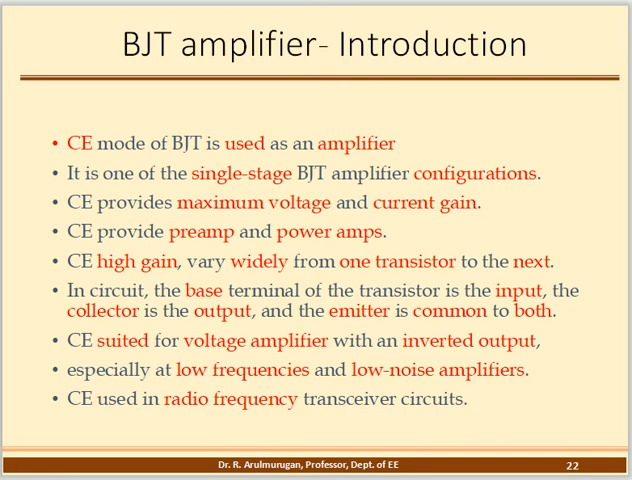 BJT amplifier- Introduction
• CE mode of BJT is used as an amplifier
• It is one of the single-stage BJT amplifier configurations.
• CE provides maximum voltage and current gain.
• CE provide preamp and power amps.
• CE high gain, vary widely from one transistor to the next.
• In circuit, the base terminal of the transistor is the input, the
collector is the output, and the emitter is common to both.
• CE suited for voltage amplifier with an inverted output,
• especially at low frequencies and low-noise amplifiers.
• CE used in radio frequency transceiver circuits.
Dr. R. Arulmurugan, Professor, Dept. of EE
22